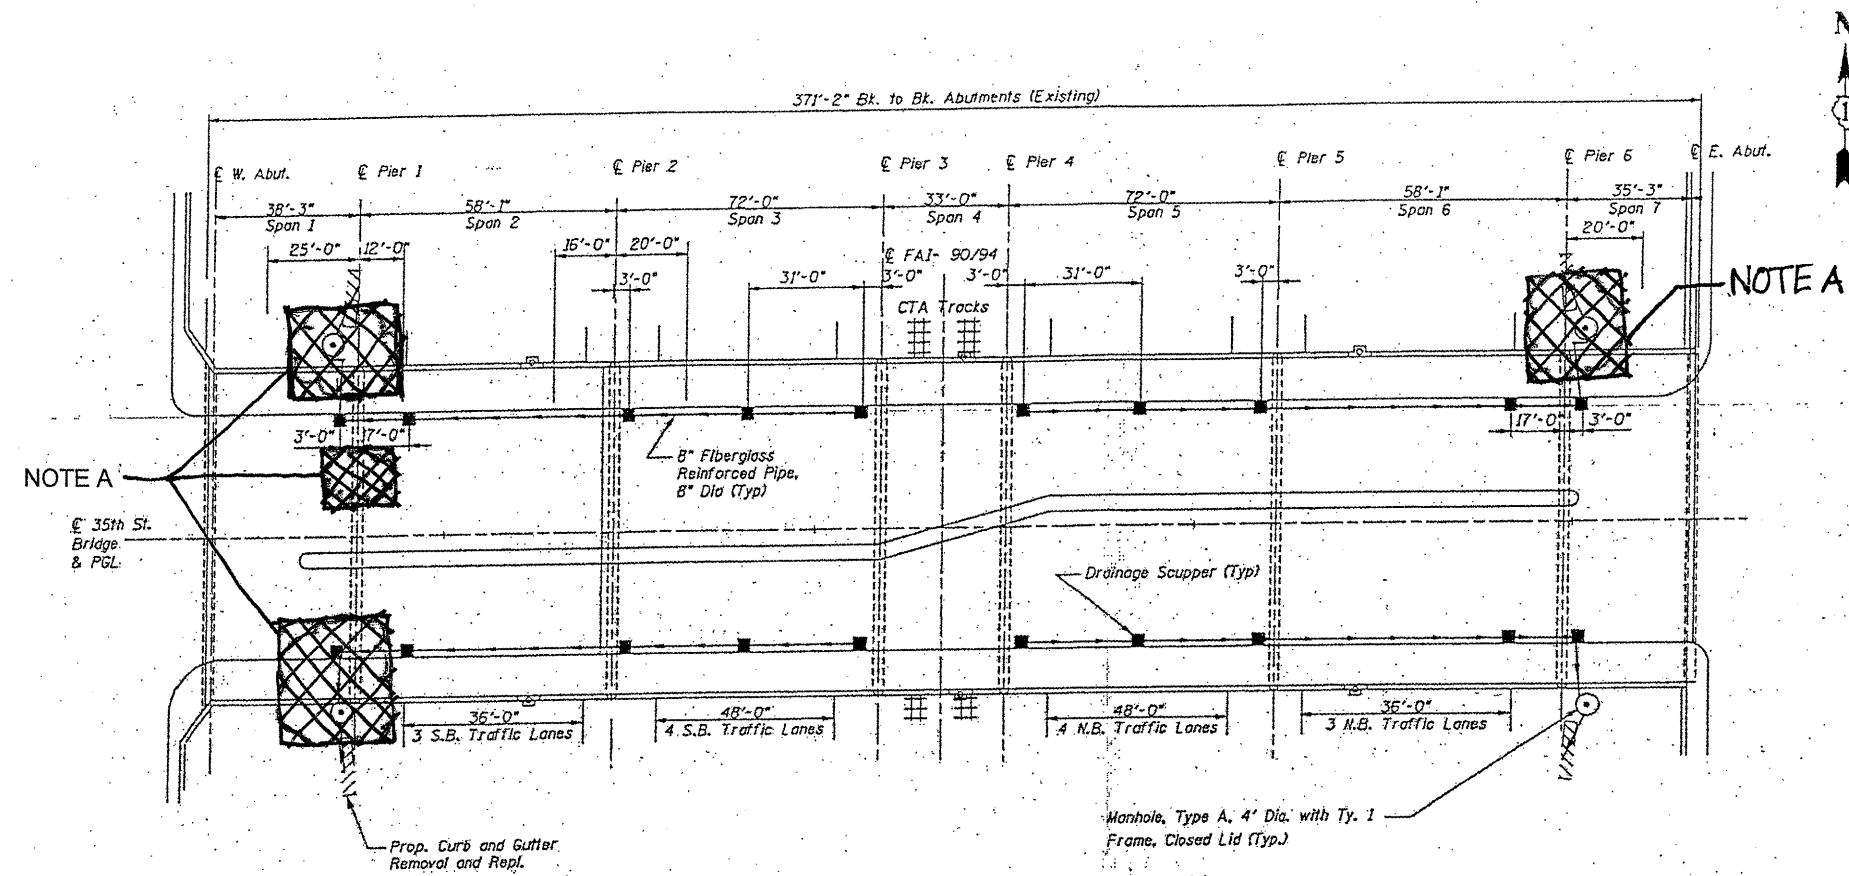 N
371'-2" Bk. to Bk. Abutments (Existing)
℄ W. Abut.
℄ Pier 1
℄ Pier 2
℄ Pier 3
℄ Pier 4
℄ Pier 5
℄ Pier 6
℄ E. Abut.
38'-3"
Span 1
58'-1"
Span 2
72'-0"
Span 3
33'-0"
Span 4
72'-0"
Span 5
58'-1"
Span 6
35'-3"
Span 7
25'-0"
12'-0"
16'-0"
20'-0"
20'-0"
℄ FAI- 90/94
3'-0"
31'-0"
3'-0"
3'-0"
31'-0"
3'-0"
NOTE A
CTA Tracks
3'-0"
17'-0"
17'-0"
3'-0"
8" Fiberglass
Reinforced Pipe,
8" Dia (Typ)
NOTE A
℄ 35th St.
Bridge
& PGL
Drainage Scupper (Typ)
36'-0"
3 S.B. Traffic Lanes
48'-0"
4 S.B. Traffic Lanes
48'-0"
4 N.B. Traffic Lanes
36'-0"
3 N.B. Traffic Lanes
Manhole, Type A, 4' Dia. with Ty. 1
Frame, Closed Lid (Typ.)
Prop. Curb and Gutter
Removal and Repl.